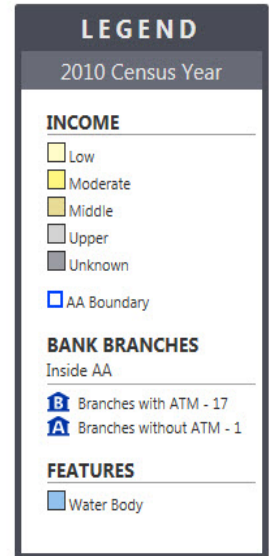 LEGEND
2010 Census Year
INCOME
Low
Moderate
Middle
Upper
Unknown
AA Boundary
BANK BRANCHES
Inside AA
B Branches with ATM - 17
A Branches without ATM - 1
FEATURES
Water Body